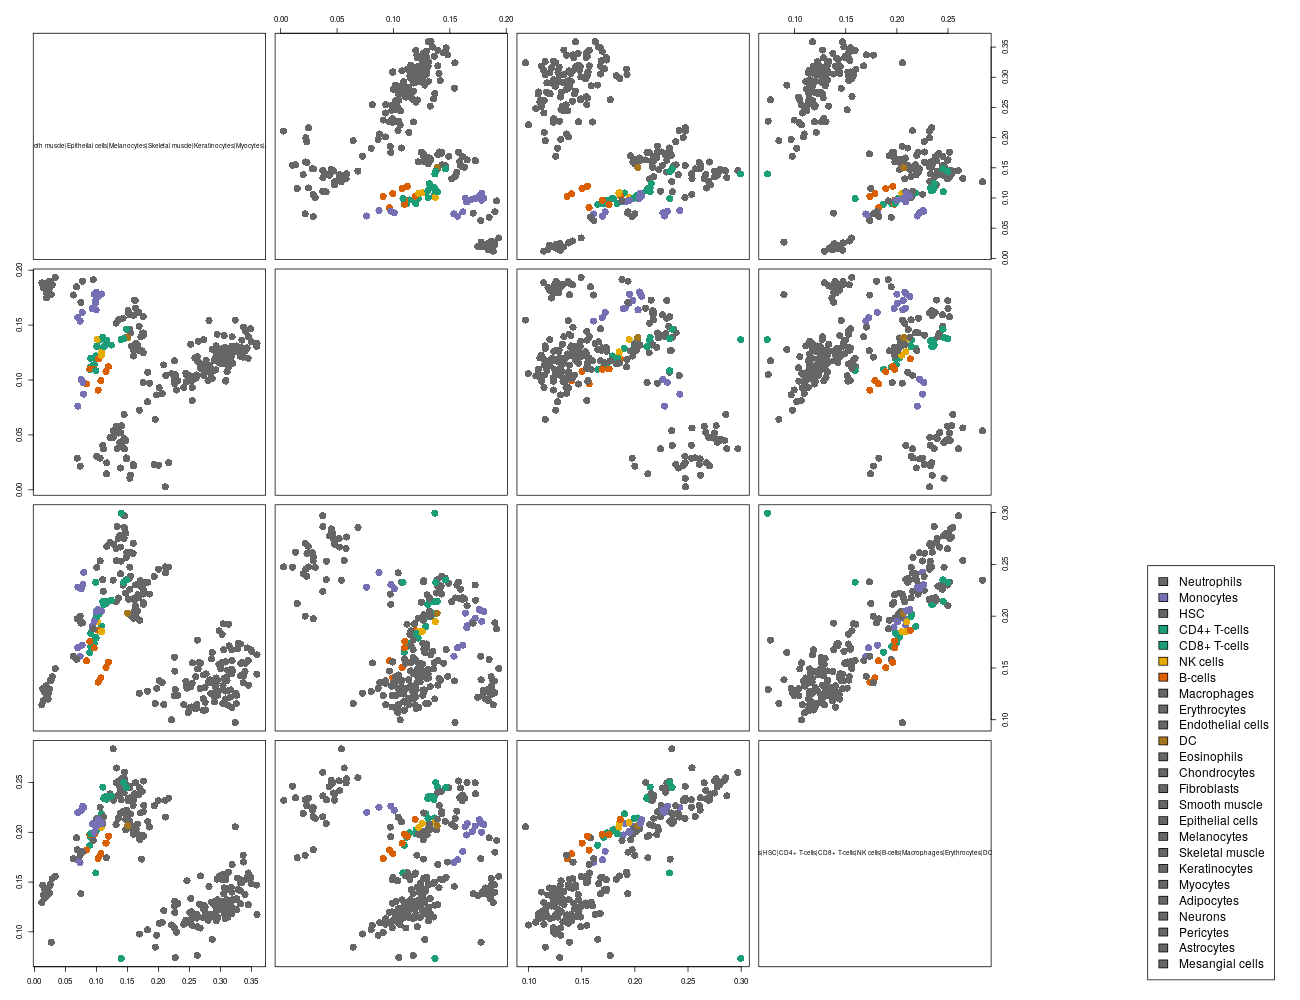 0.00 0.05 0.10 0.15 0.20
0.10 0.15 0.20 0.25
oth muscle|Epithelial cells|Melanocytes|Skeletal muscle|Keratinocytes|Myocytes|
0.00 0.05 0.10 0.15 0.20 0.25 0.30 0.35
0.00 0.05 0.10 0.15 0.20
0.10 0.15 0.20 0.25 0.30
0.10 0.15 0.20 0.25
s|HSC|CD4+ T-cells|CD8+ T-cells|NK cells|B-cells|Macrophages|Erythrocytes|DC
0.00 0.05 0.10 0.15 0.20 0.25 0.30 0.35
0.10 0.15 0.20 0.25 0.30
Neutrophils
Monocytes
HSC
CD4+ T-cells
CD8+ T-cells
NK cells
B-cells
Macrophages
Erythrocytes
Endothelial cells
DC
Eosinophils
Chondrocytes
Fibroblasts
Smooth muscle
Epithelial cells
Melanocytes
Skeletal muscle
Keratinocytes
Myocytes
Adipocytes
Neurons
Pericytes
Astrocytes
Mesangial cells